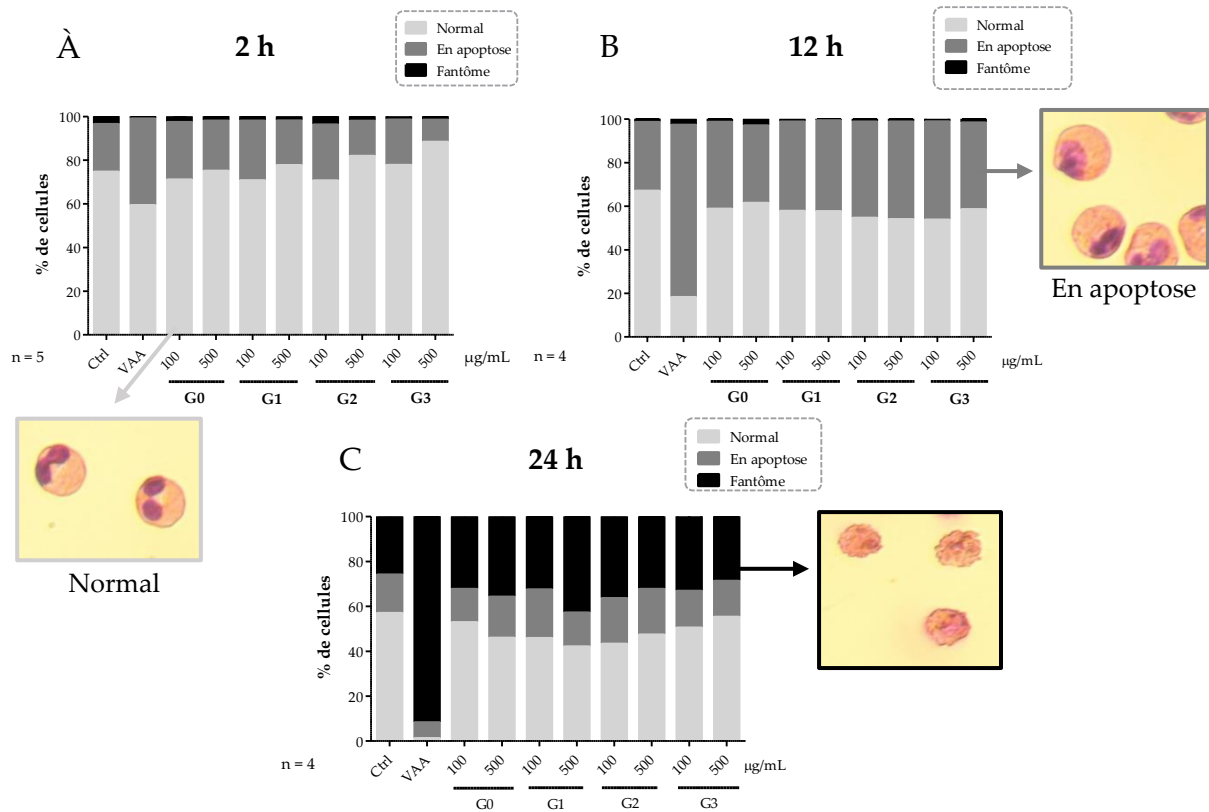 À
2 h
Normal
En apoptose
Fantôme
% de cellules
100
80
60
40
20
0
n = 5
Ctrl
VAA
100
500
100
500
100
500
100
500
µg/mL
G0
G1
G2
G3
Normal
B
12 h
Normal
En apoptose
Fantôme
% de cellules
100
80
60
40
20
0
n = 4
Ctrl
VAA
100
500
100
500
100
500
100
500
µg/mL
G0
G1
G2
G3
En apoptose
C
24 h
Normal
En apoptose
Fantôme
% de cellules
100
80
60
40
20
0
n = 4
Ctrl
VAA
100
500
100
500
100
500
100
500
µg/mL
G0
G1
G2
G3